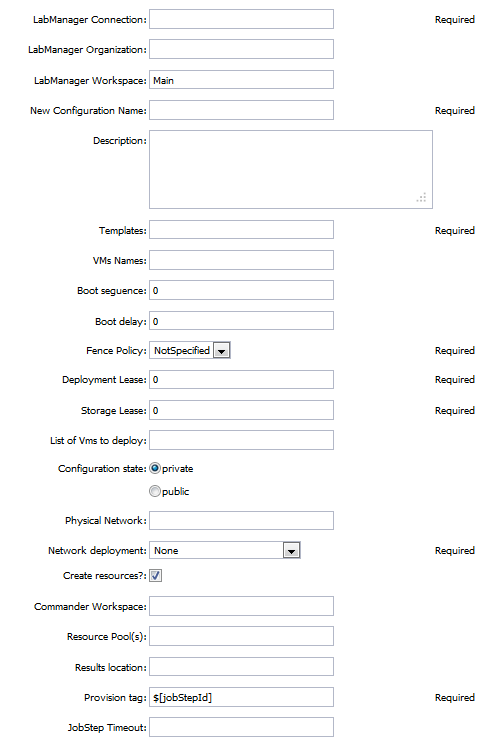 LabManager Connection: Required
LabManager Organization:
LabManager Workspace: Main
New Configuration Name: Required
Description:
Templates: Required
VMs Names:
Boot sequence: 0
Boot delay: 0
Fence Policy: NotSpecified Required
Deployment Lease: 0 Required
Storage Lease: 0 Required
List of Vms to deploy:
Configuration state: private
public
Physical Network:
Network deployment: None Required
Create resources?:
Commander Workspace:
Resource Pool(s):
Results location:
Provision tag: $[jobStepId] Required
JobStep Timeout: